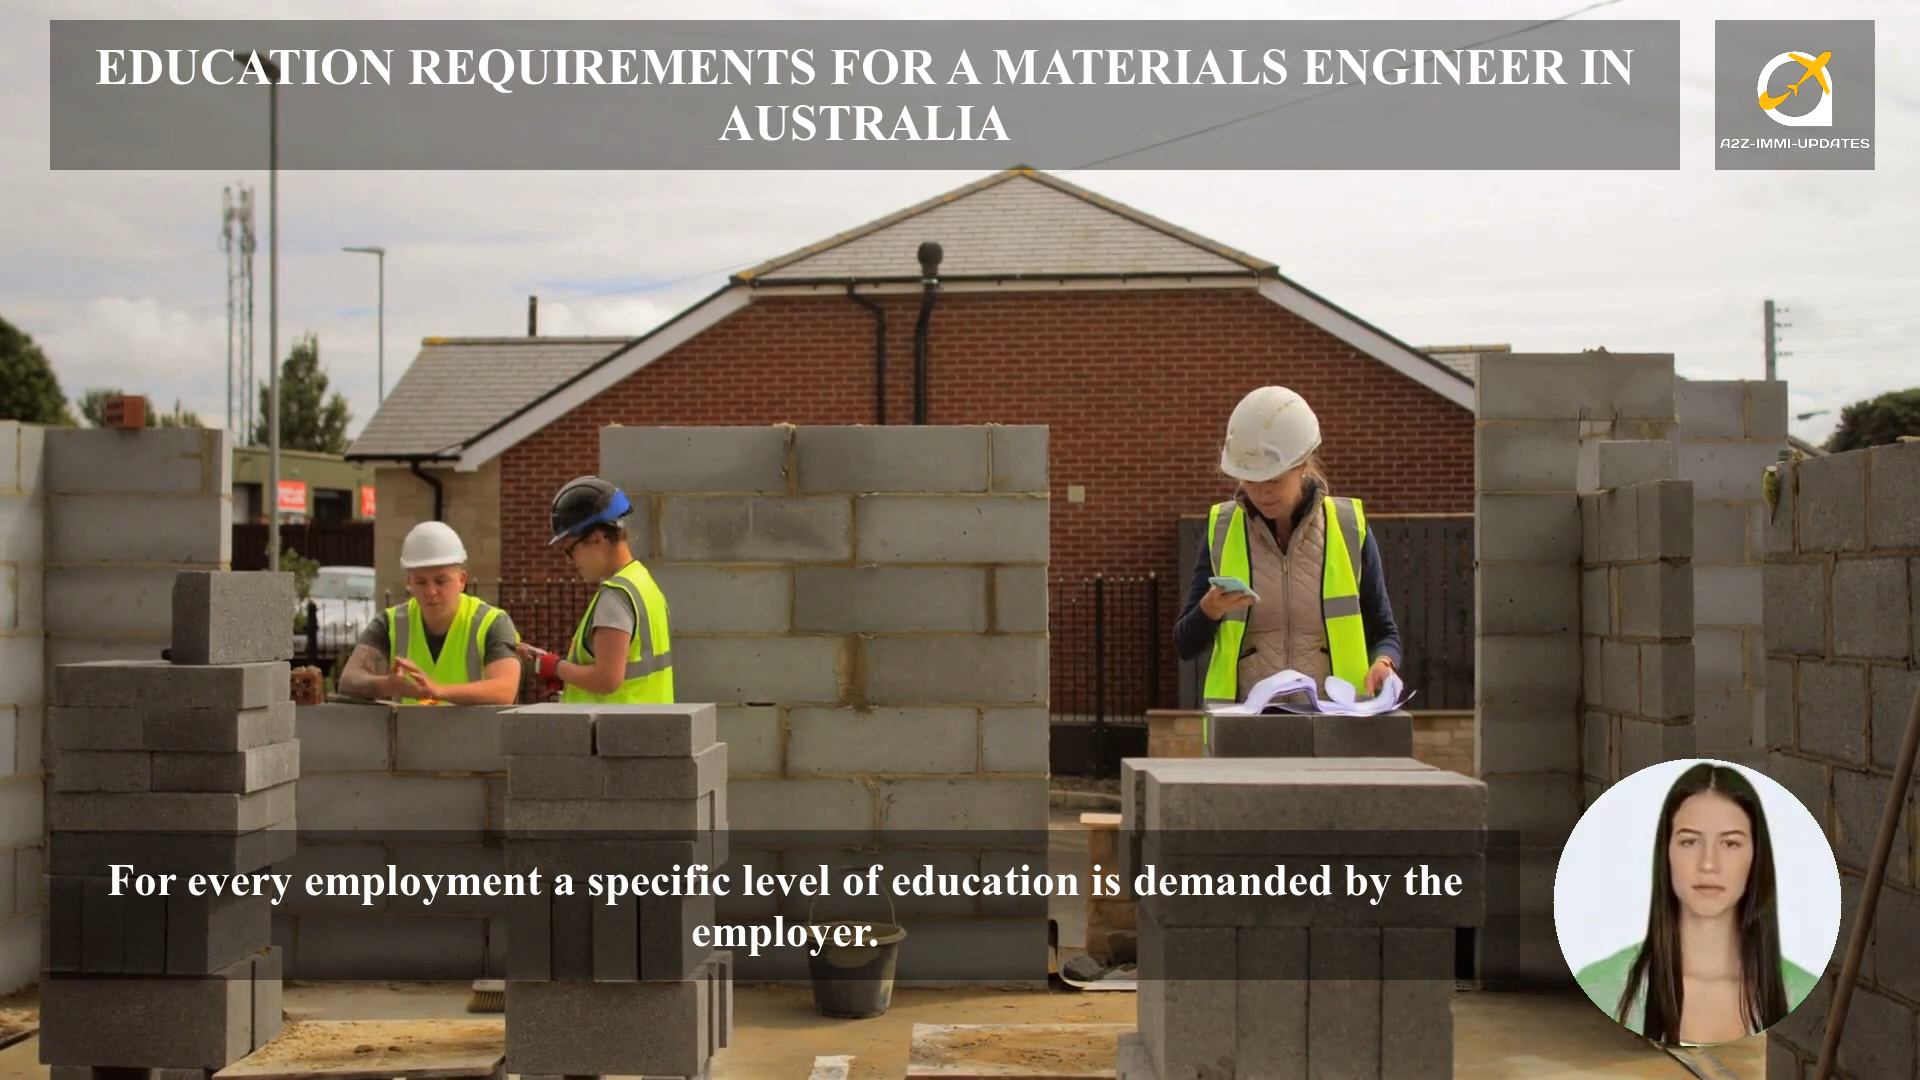 EDUCATION REQUIREMENTS FOR A MATERIALS ENGINEER IN
AUSTRALIA
A2Z-IMMI-UPDATES
For every employment a specific level of education is demanded by the
employer.